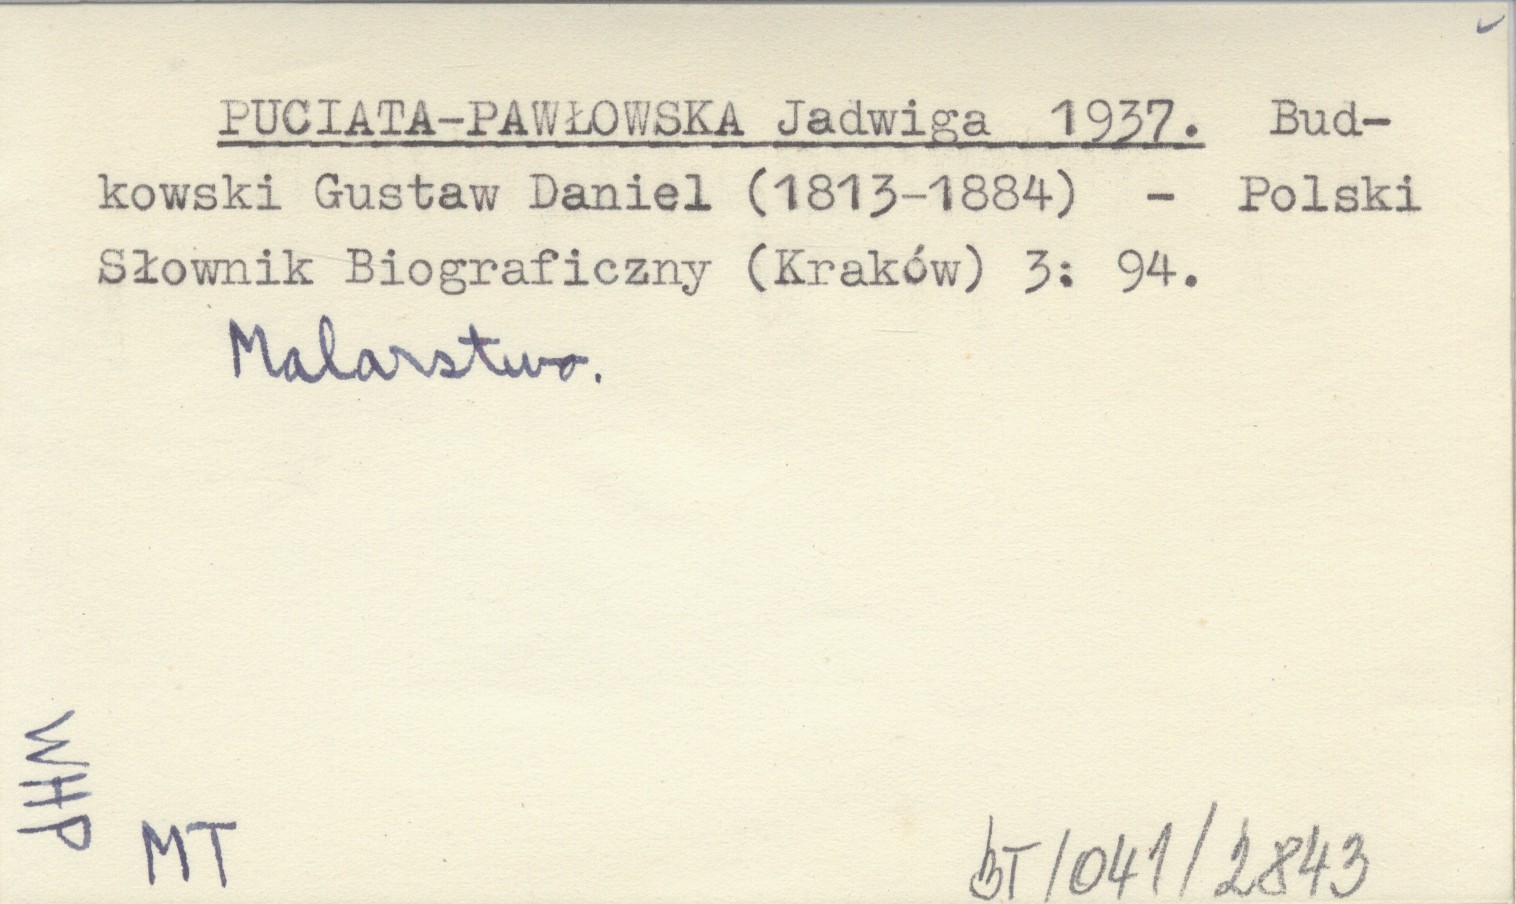 PUCIATA-PAWŁOWSKA Jadwiga 1937. Bud-
kowski Gustaw Daniel (1813-1884) - Polski
Słownik Biograficzny (Kraków) 3: 94.
Malarstwo.
WHP
MT
BT/041/2843